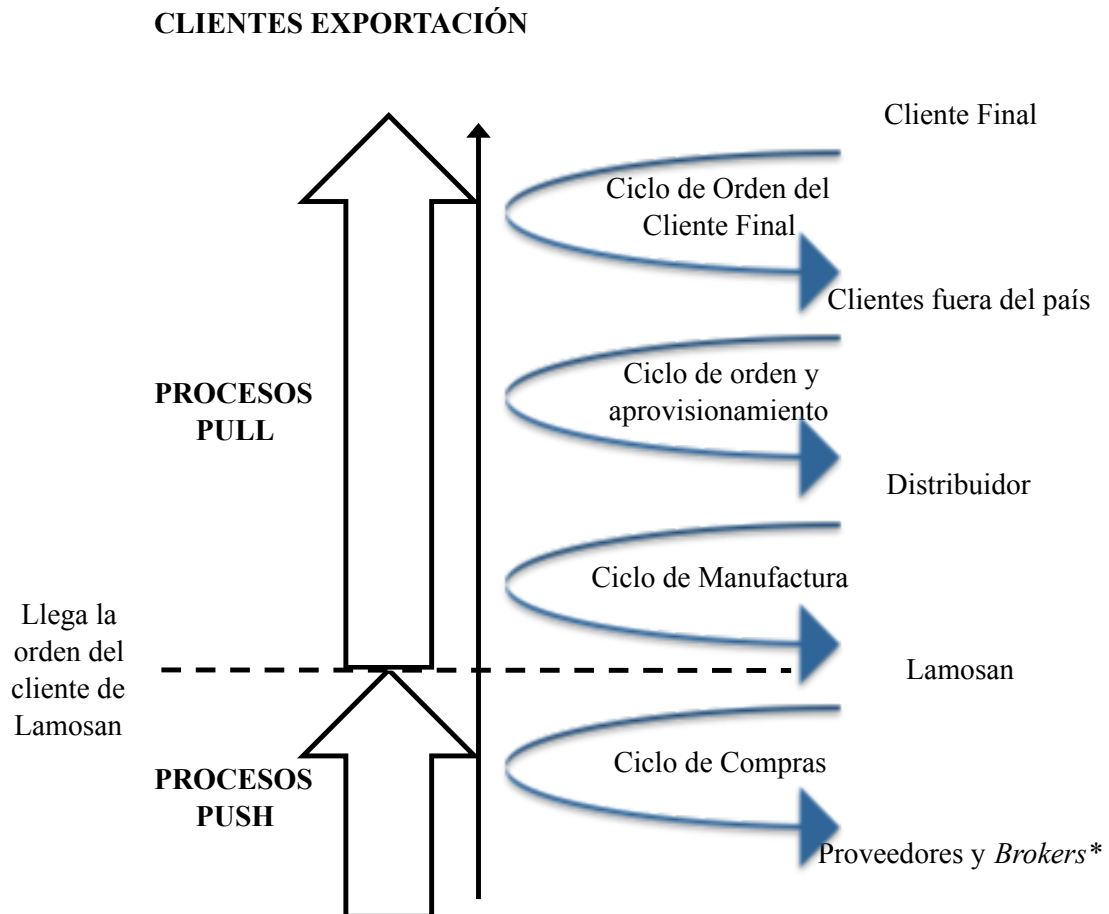 CLIENTES EXPORTACIÓN
Cliente Final
Ciclo de Orden del
Cliente Final
Clientes fuera del país
Ciclo de orden y
aprovisionamiento
PROCESOS
PULL
Distribuidor
Ciclo de Manufactura
Llega la
orden del
cliente de
Lamosan
Lamosan
Ciclo de Compras
PROCESOS
PUSH
Proveedores y Brokers*